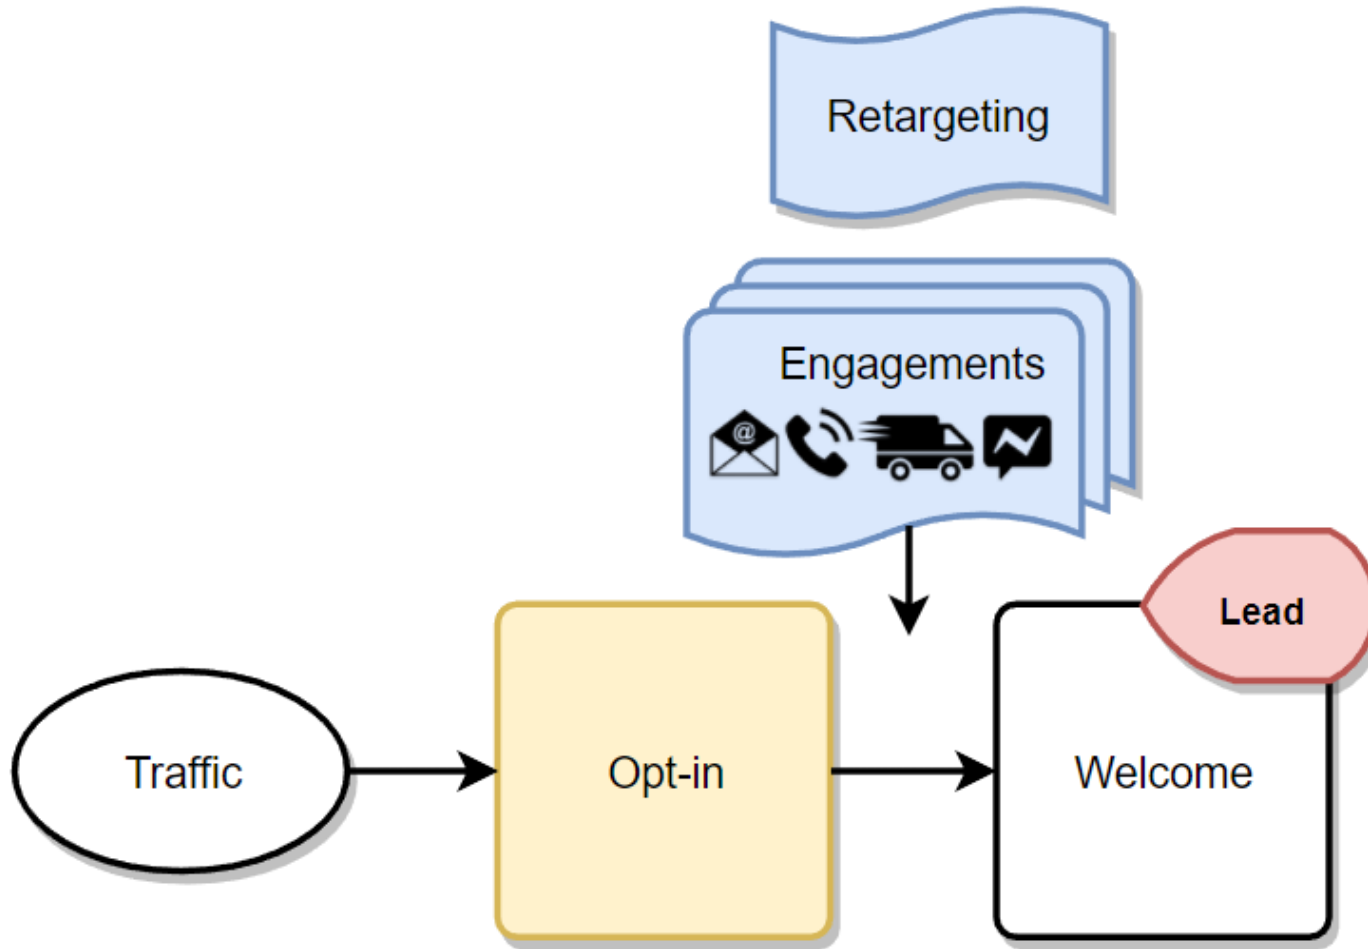 Retargeting
Engagements
@
Lead
Traffic
Opt-in
Welcome